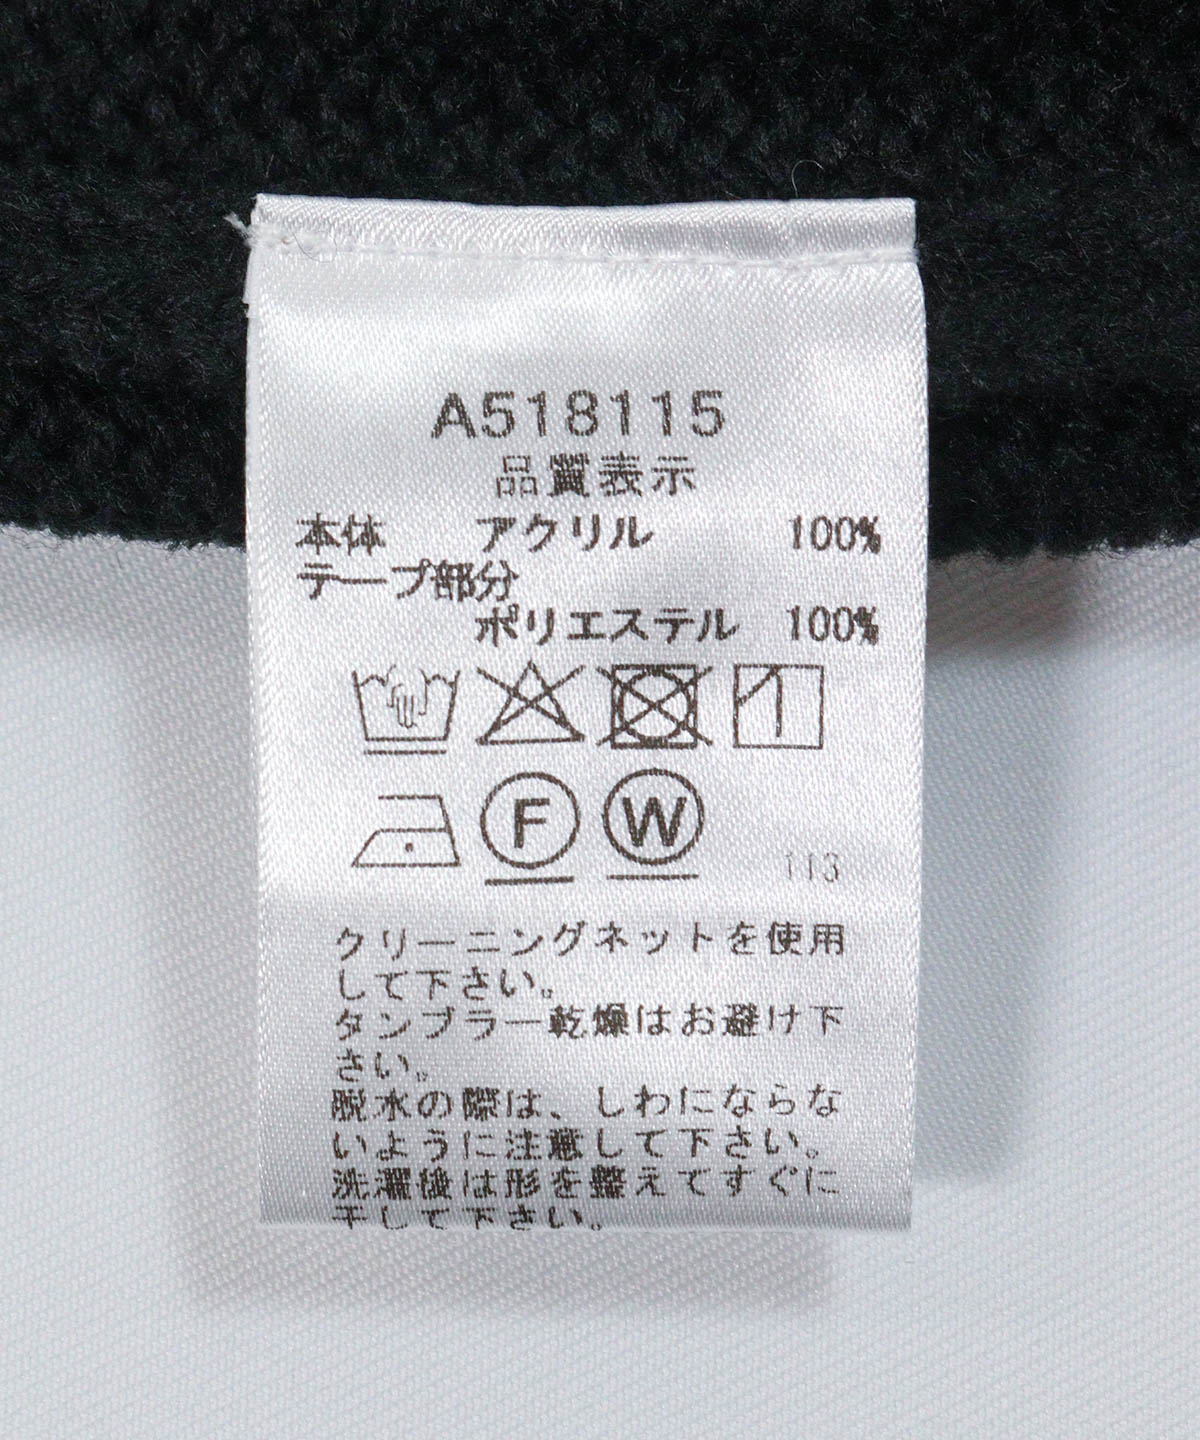 A518115
品質表示
本体 アクリル 100%
テープ部分
ポリエステル 100%
F W 113
クリーニングネットを使用
して下さい。
タンブラー乾燥はお避け下
さい。
脱水の際は、しわにならな
いように注意して下さい。
洗濯後は形を整えてすぐに
干して下さい。